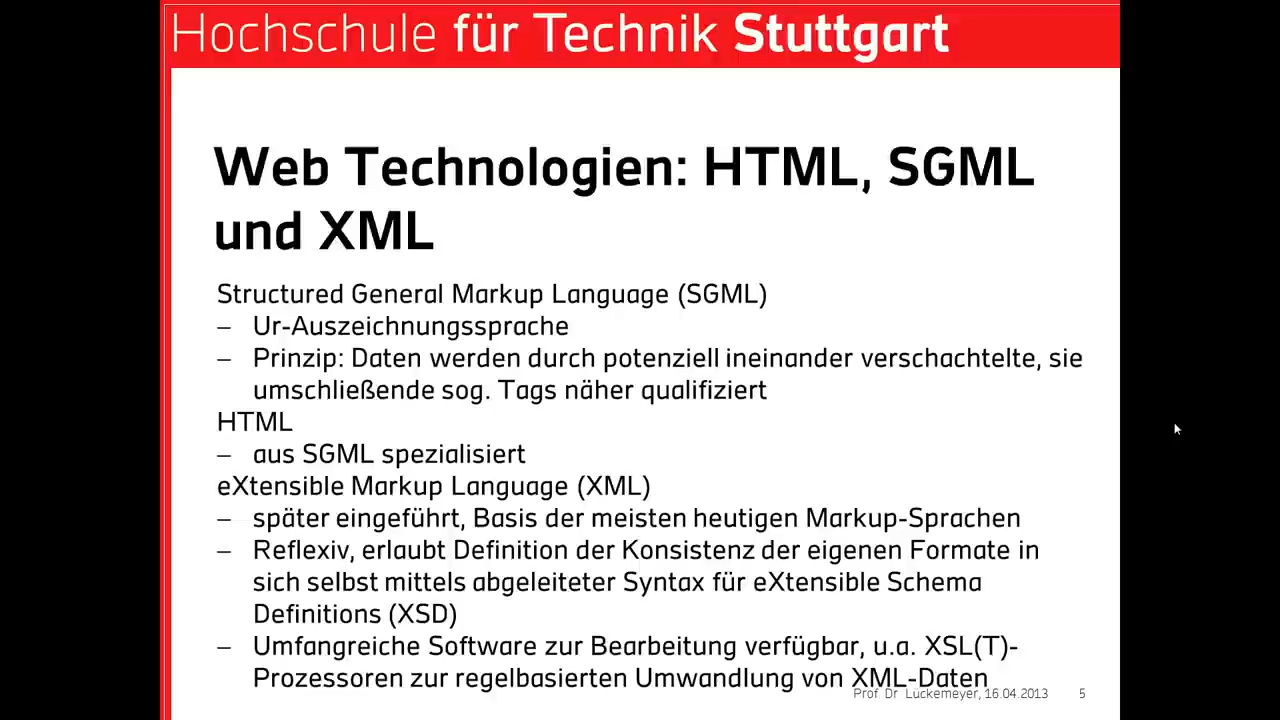 Hochschule für Technik Stuttgart
Web Technologien: HTML, SGML
und XML
Structured General Markup Language (SGML)
– Ur-Auszeichnungssprache
– Prinzip: Daten werden durch potenziell ineinander verschachtelte, sie
umschließende sog. Tags näher qualifiziert
HTML
– aus SGML spezialisiert
eXtensible Markup Language (XML)
– später eingeführt, Basis der meisten heutigen Markup-Sprachen
– Reflexiv, erlaubt Definition der Konsistenz der eigenen Formate in
sich selbst mittels abgeleiteter Syntax für eXtensible Schema
Definitions (XSD)
– Umfangreiche Software zur Bearbeitung verfügbar, u.a. XSL(T)-
Prozessoren zur regelbasierten Umwandlung von XML-Daten
Prof Dr Lückemeyer, 16.04.2013 5